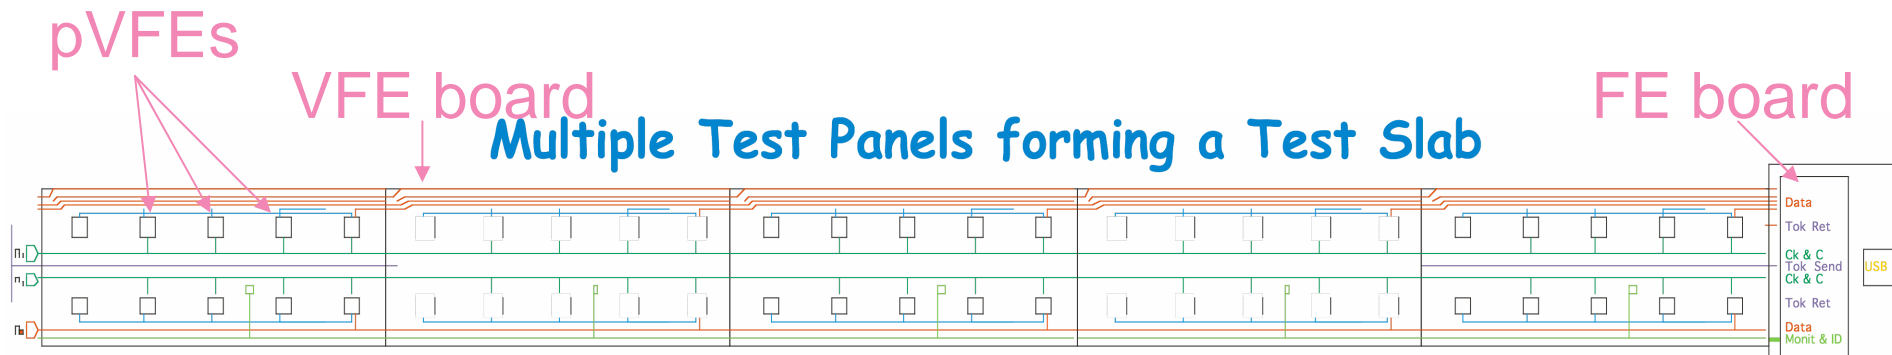 pVFEs
VFE board
FE board
Multiple Test Panels forming a Test Slab
Data
Tok Ret
Ck & C
Tok Send
Ck & C
USB
Tok Ret
Data
Monit & ID